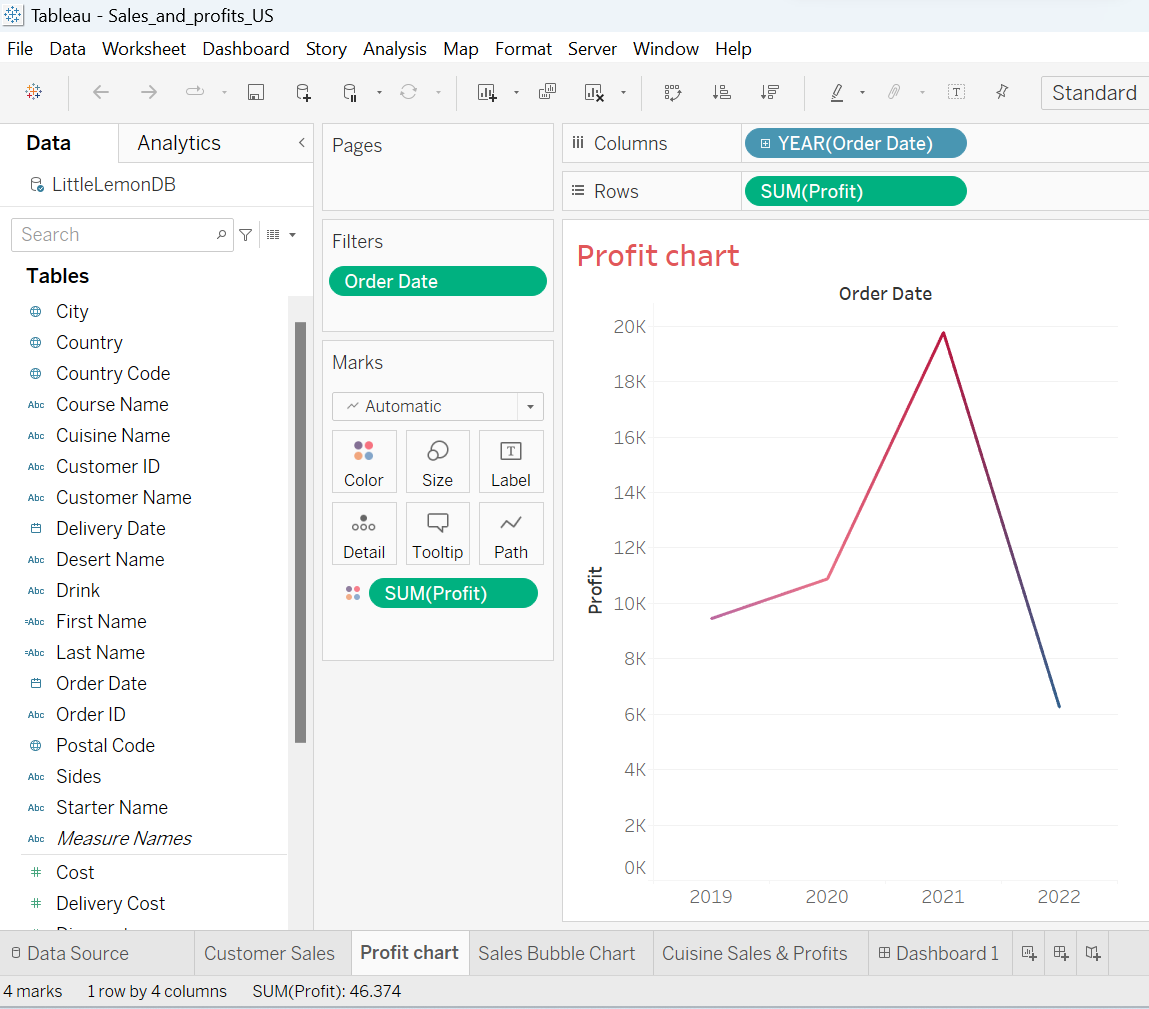 Tableau - Sales_and_profits_US
File Data Worksheet Dashboard Story Analysis Map Format Server Window Help
Standard
Data
Analytics
LittleLemonDB
Search
Tables
City
Country
Country Code
Course Name
Cuisine Name
Customer ID
Customer Name
Delivery Date
Desert Name
Drink
First Name
Last Name
Order Date
Order ID
Postal Code
Sides
Starter Name
Measure Names
Cost
Delivery Cost
Pages
Filters
Order Date
Marks
Automatic
Color Size Label
Detail Tooltip Path
SUM(Profit)
Columns YEAR(Order Date)
Rows SUM(Profit)
Profit chart
Order Date
Profit
20K
18K
16K
14K
12K
10K
8K
6K
4K
2K
0K
2019 2020 2021 2022
Data Source Customer Sales Profit chart Sales Bubble Chart Cuisine Sales & Profits Dashboard 1
4 marks 1 row by 4 columns SUM(Profit): 46.374